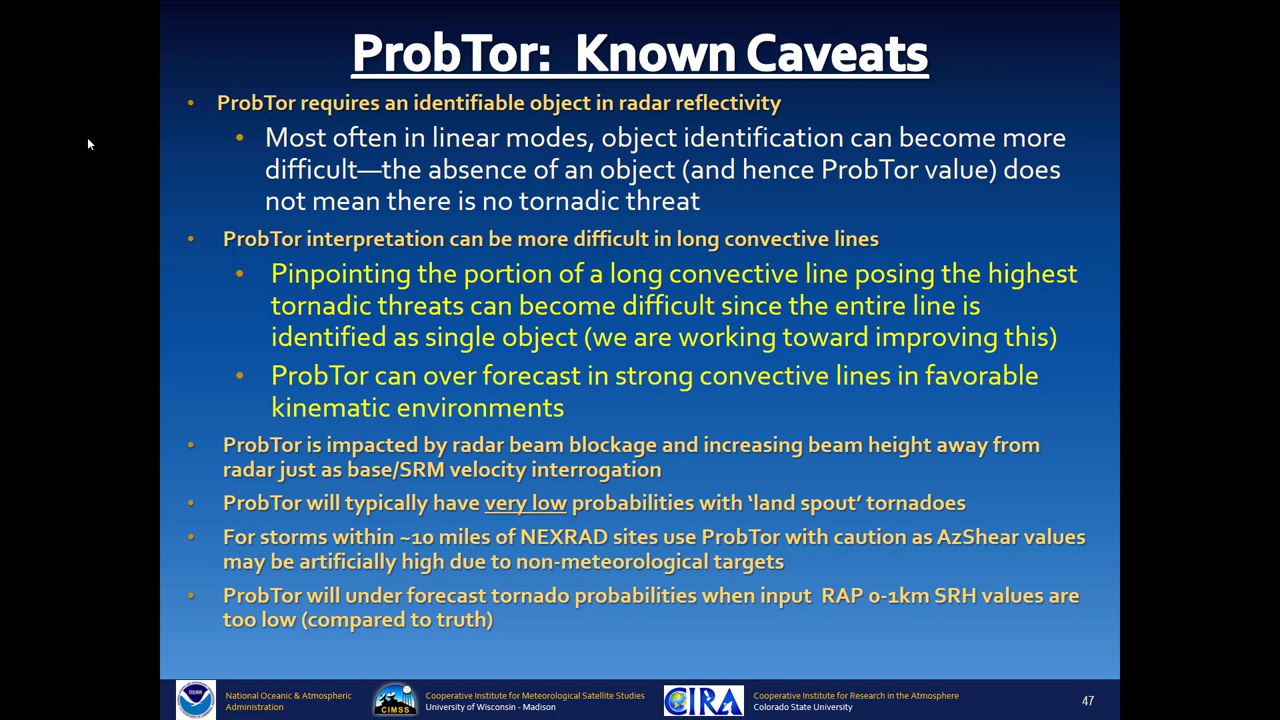 ProbTor: Known Caveats
• ProbTor requires an identifiable object in radar reflectivity
• Most often in linear modes, object identification can become more
difficult—the absence of an object (and hence ProbTor value) does
not mean there is no tornadic threat
• ProbTor interpretation can be more difficult in long convective lines
• Pinpointing the portion of a long convective line posing the highest
tornadic threats can become difficult since the entire line is
identified as single object (we are working toward improving this)
• ProbTor can over forecast in strong convective lines in favorable
kinematic environments
• ProbTor is impacted by radar beam blockage and increasing beam height away from
radar just as base/SRM velocity interrogation
• ProbTor will typically have very low probabilities with ‘land spout’ tornadoes
• For storms within ~10 miles of NEXRAD sites use ProbTor with caution as AzShear values
may be artificially high due to non-meteorological targets
• ProbTor will under forecast tornado probabilities when input RAP 0-1km SRH values are
too low (compared to truth)
NOAA
National Oceanic & Atmospheric
Administration
CIMSS
Cooperative Institute for Meteorological Satellite Studies
University of Wisconsin - Madison
CIRA
Cooperative Institute for Research in the Atmosphere
Colorado State University
47